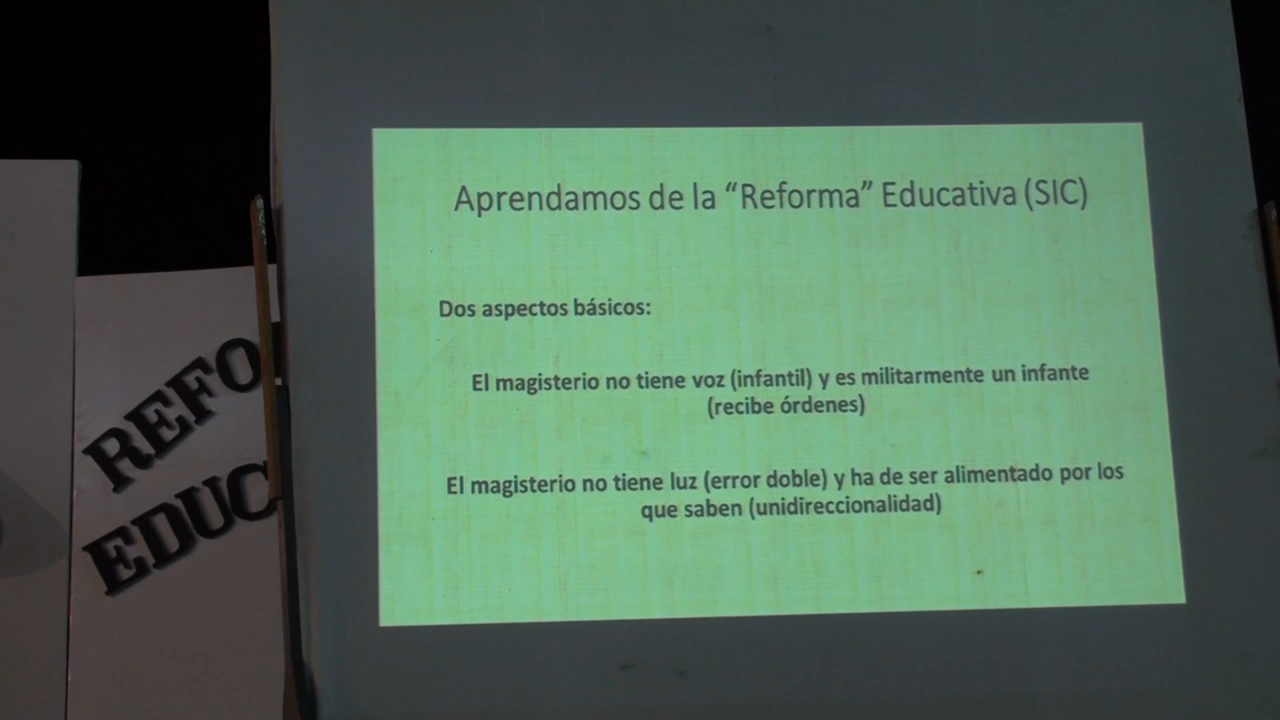 Aprendamos de la “Reforma” Educativa (SIC)
Dos aspectos básicos:
El magisterio no tiene voz (infantil) y es militarmente un infante
(recibe órdenes)
El magisterio no tiene luz (error doble) y ha de ser alimentado por los
que saben (unidireccionalidad)
REFO
EDUC